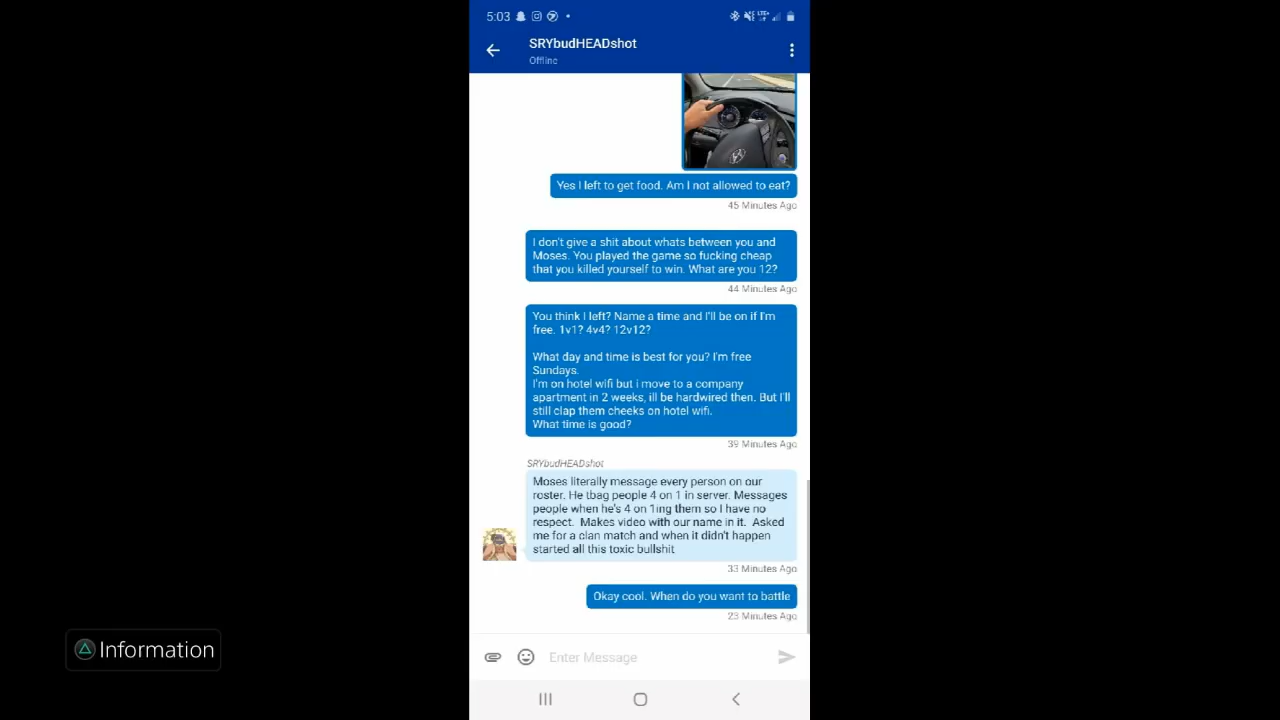 5:03
LTE+
SRYbudHEADshot
Offline
Yes I left to get food. Am I not allowed to eat?
45 Minutes Ago
I don't give a shit about whats between you and
Moses. You played the game so fucking cheap
that you killed yourself to win. What are you 12?
44 Minutes Ago
You think I left? Name a time and I'll be on if I'm
free. 1v1? 4v4? 12v12?
What day and time is best for you? I'm free
Sundays.
I'm on hotel wifi but i move to a company
apartment in 2 weeks, ill be hardwired then. But I'll
still clap them cheeks on hotel wifi.
What time is good?
39 Minutes Ago
SRYbudHEADshot
Moses literally message every person on our
roster. He tbag people 4 on 1 in server. Messages
people when he's 4 on 1ing them so I have no
respect. Makes video with our name in it. Asked
me for a clan match and when it didn't happen
started all this toxic bullshit
33 Minutes Ago
Okay cool. When do you want to battle
23 Minutes Ago
Enter Message
Information